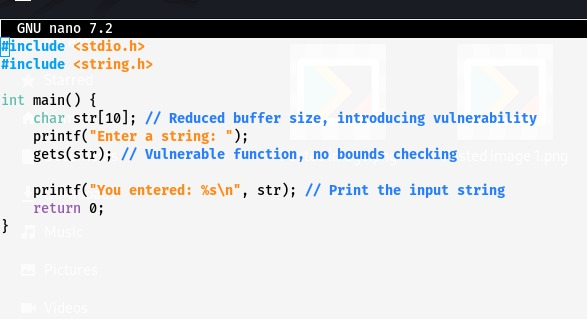 GNU nano 7.2
#include <stdio.h>
#include <string.h>
Starred
int main() {
    char str[10]; // Reduced buffer size, introducing vulnerability
    printf("Enter a string: ");
    gets(str); // Vulnerable function, no bounds checking
image 1.png
    printf("You entered: %s\n", str); // Print the input string
    return 0;
}
Music
Pictures
Videos